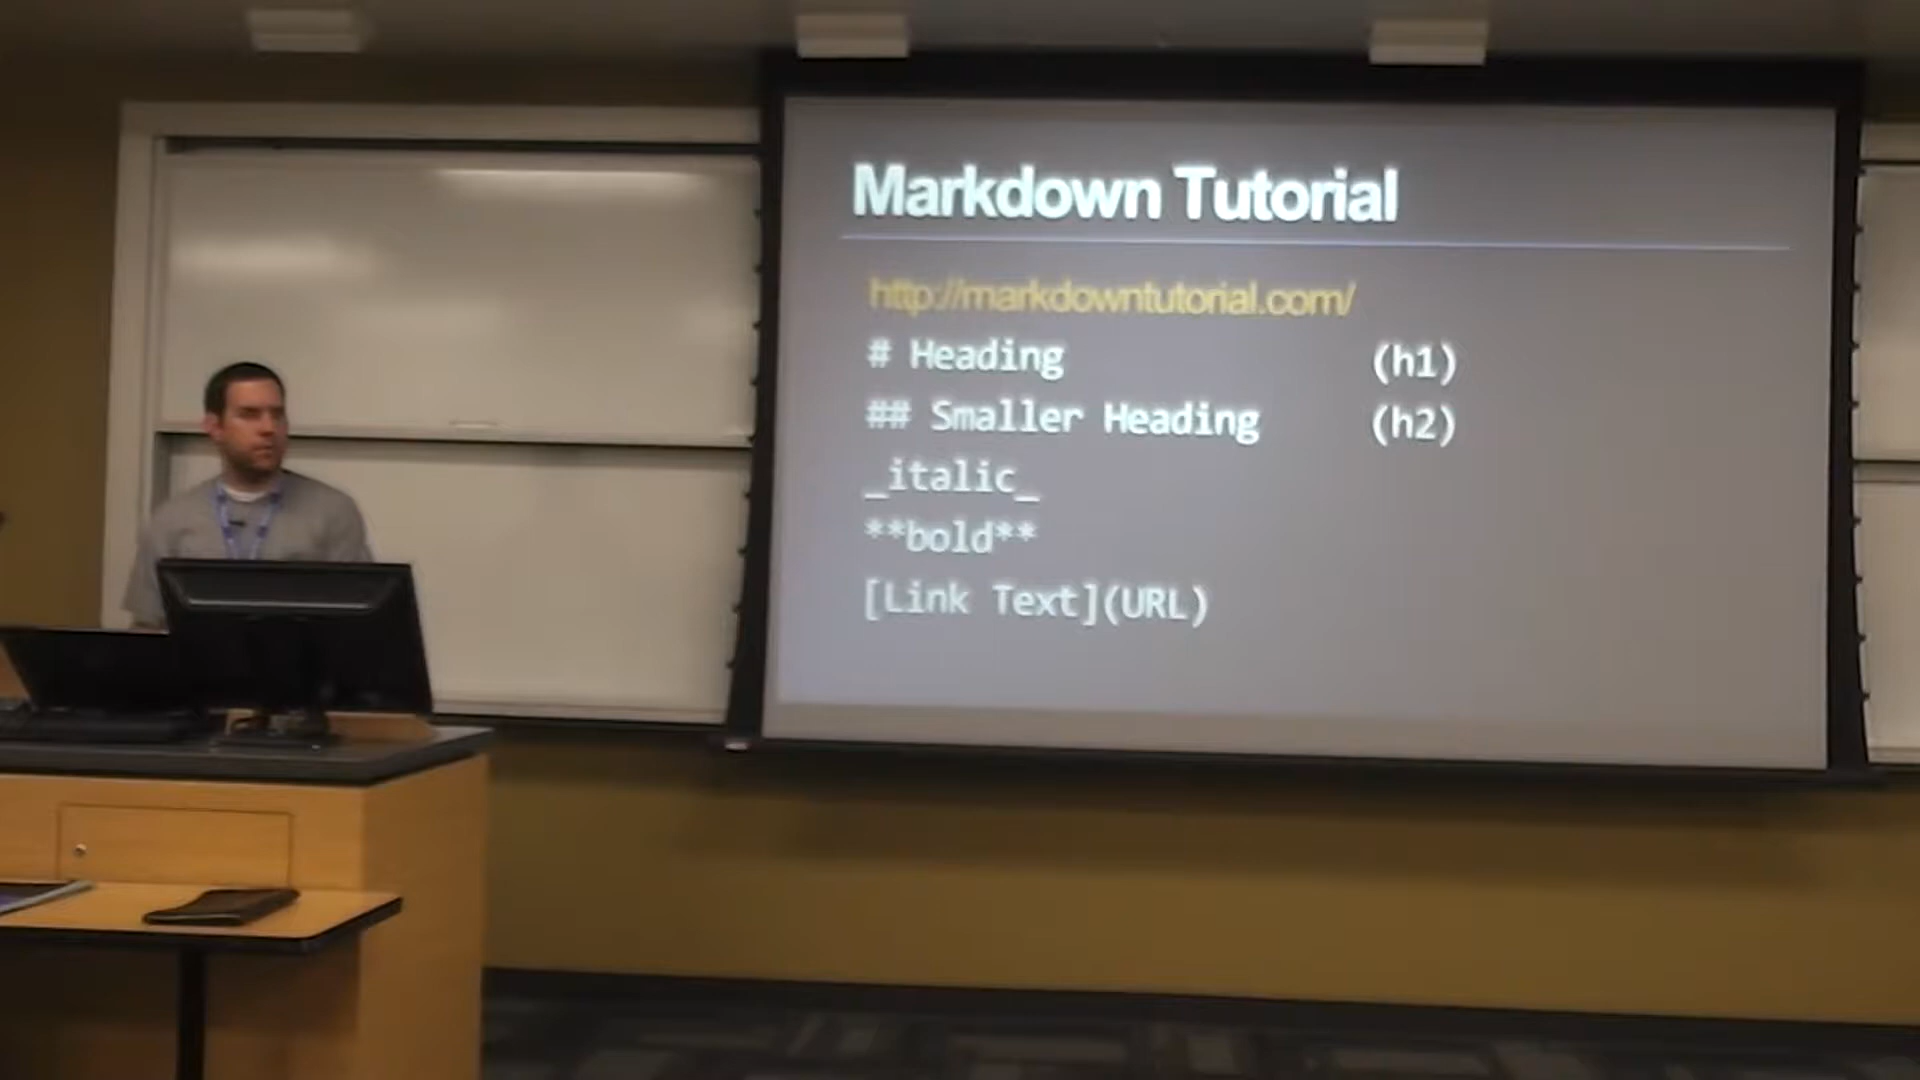 Markdown Tutorial
http://markdowntutorial.com/
# Heading (h1)
## Smaller Heading (h2)
_italic_
**bold**
[Link Text](URL)